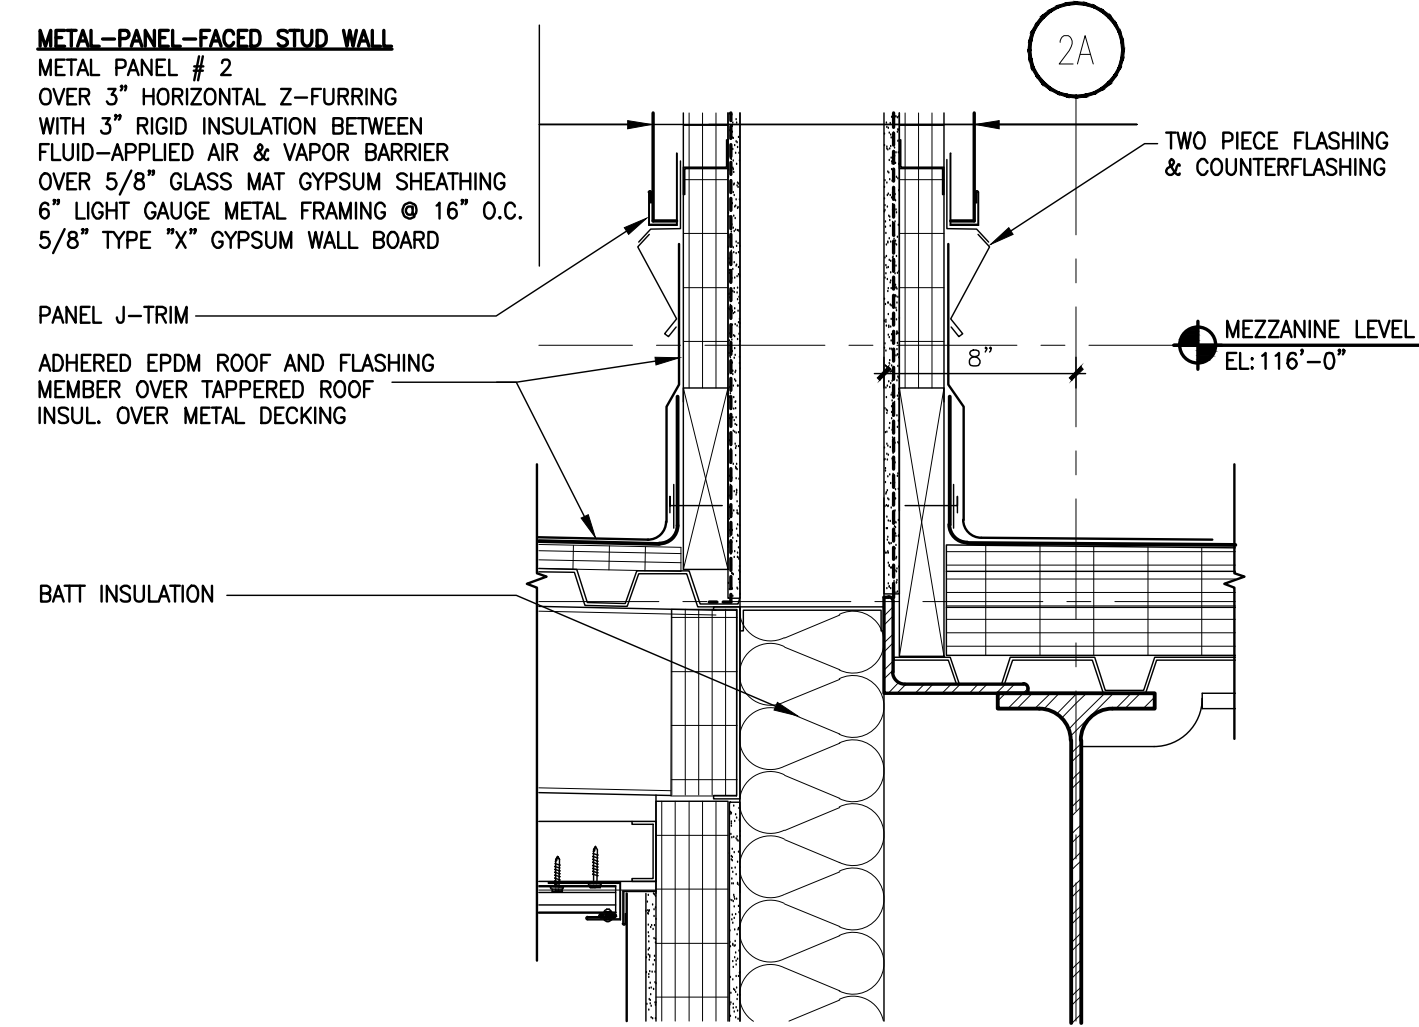 METAL-PANEL-FACED STUD WALL
METAL PANEL # 2
OVER 3" HORIZONTAL Z-FURRING
WITH 3" RIGID INSULATION BETWEEN
FLUID-APPLIED AIR & VAPOR BARRIER
OVER 5/8" GLASS MAT GYPSUM SHEATHING
6" LIGHT GAUGE METAL FRAMING @ 16" O.C.
5/8" TYPE "X" GYPSUM WALL BOARD
PANEL J-TRIM
ADHERED EPDM ROOF AND FLASHING
MEMBER OVER TAPPERED ROOF
INSUL. OVER METAL DECKING
BATT INSULATION
2A
TWO PIECE FLASHING
& COUNTERFLASHING
8"
MEZZANINE LEVEL
EL: 116'-0"